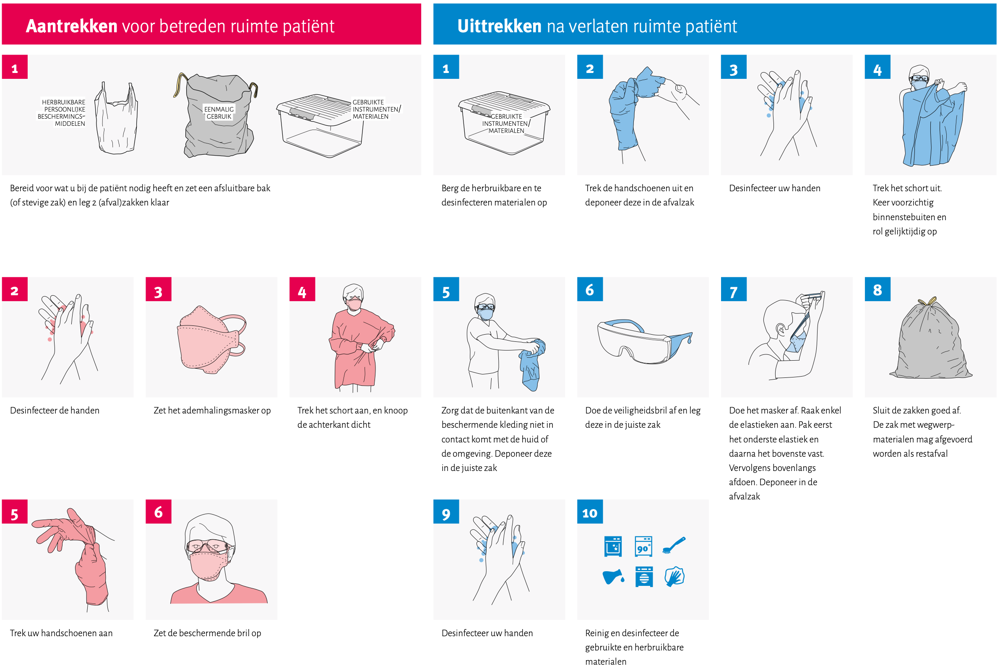 Aantrekken voor betreden ruimte patiënt
1
HERBRUIKBARE
PERSOONLIJKE
BESCHERMINGS-
MIDDELEN
EENMALIG
GEBRUIK
GEBRUIKTE
INSTRUMENTEN/
MATERIALEN
Bereid voor wat u bij de patiënt nodig heeft en zet een afsluitbare bak
(of stevige zak) en leg 2 (afval)zakken klaar
2
Desinfecteer de handen
3
Zet het ademhalingsmasker op
4
Trek het schort aan, en knoop
de achterkant dicht
5
Trek uw handschoenen aan
6
Zet de beschermende bril op
Uittrekken na verlaten ruimte patiënt
1
GEBRUIKTE
INSTRUMENTEN/
MATERIALEN
Berg de herbruikbare en te
desinfecteren materialen op
2
Trek de handschoenen uit en
deponeer deze in de afvalzak
3
Desinfecteer uw handen
4
Trek het schort uit.
Keer voorzichtig
binnenstebuiten en
rol gelijktijdig op
5
Zorg dat de buitenkant van de
beschermende kleding niet in
contact komt met de huid of
de omgeving. Deponeer deze
in de juiste zak
6
Doe de veiligheidsbril af en leg
deze in de juiste zak
7
Doe het masker af. Raak enkel
de elastieken aan. Pak eerst
het onderste elastiek en
daarna het bovenste vast.
Vervolgens bovenlangs
afdoen. Deponeer in de
afvalzak
8
Sluit de zakken goed af.
De zak met wegwerp-
materialen mag afgevoerd
worden als restafval
9
Desinfecteer uw handen
10
90°
Reinig en desinfecteer de
gebruikte en herbruikbare
materialen